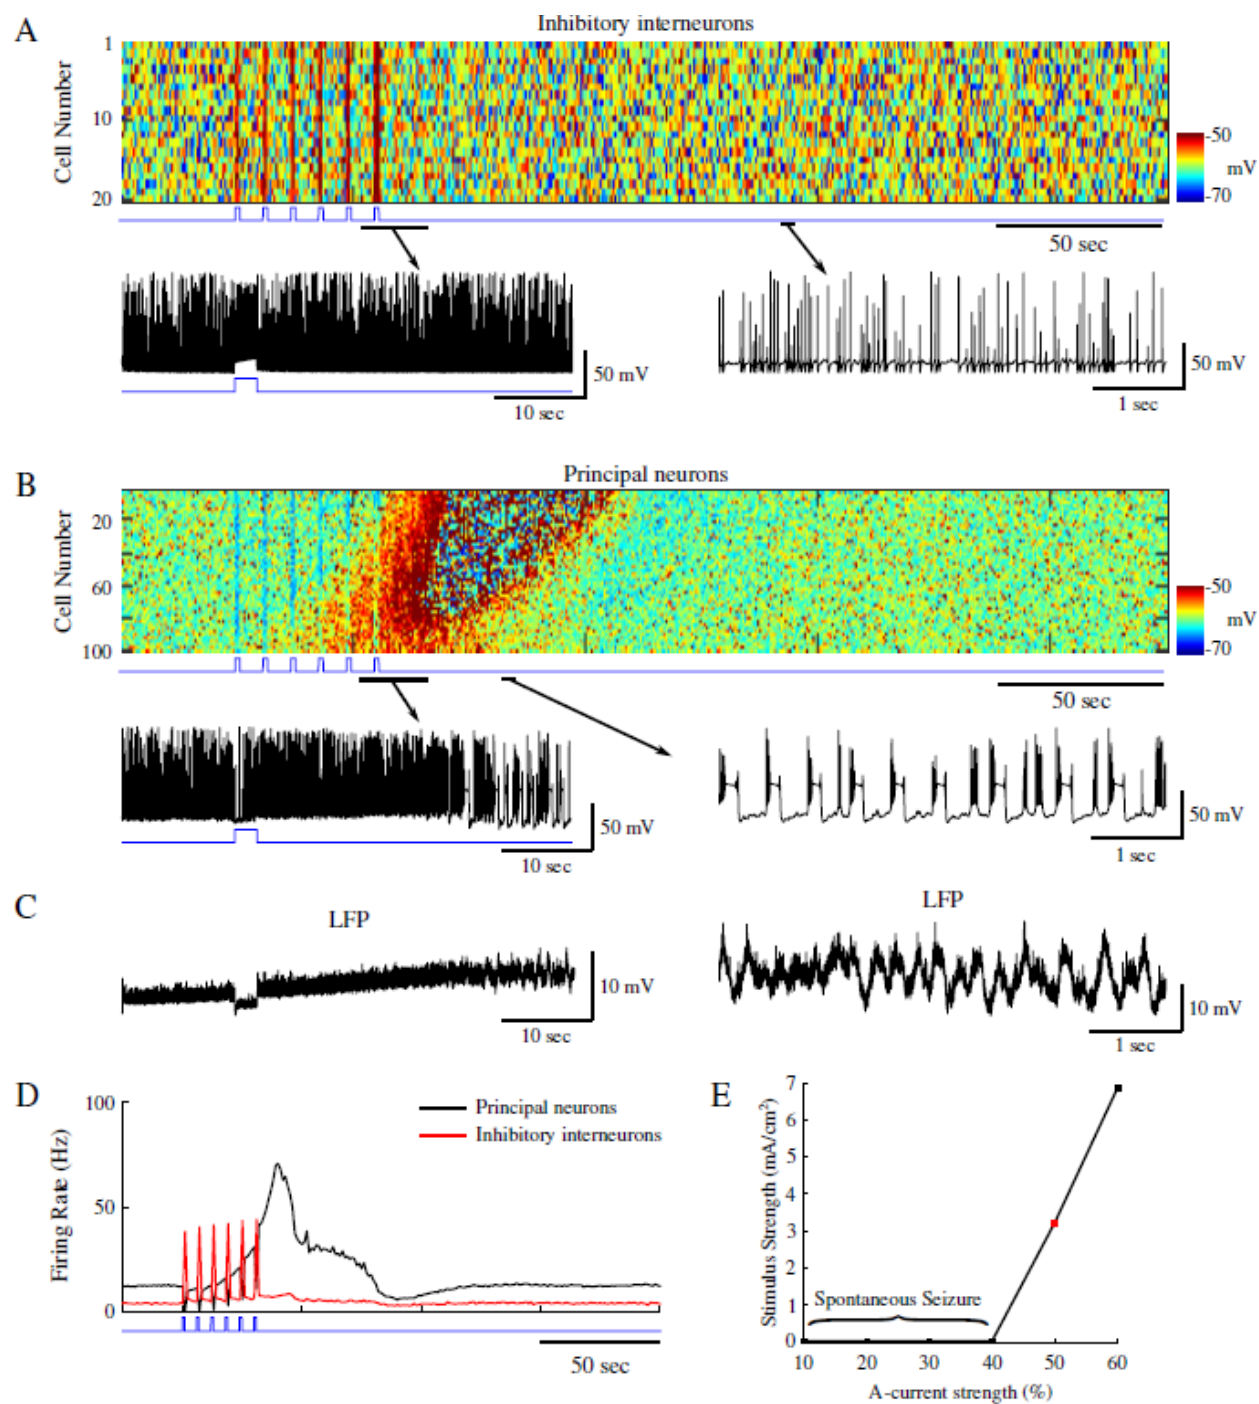 A
Inhibitory interneurons
Cell Number
1
10
20
-50
mV
-70
50 sec
50 mV
10 sec
50 mV
1 sec
B
Principal neurons
Cell Number
20
60
100
-50
mV
-70
50 sec
50 mV
10 sec
50 mV
1 sec
C
LFP
10 mV
10 sec
LFP
10 mV
1 sec
D
Firing Rate (Hz)
100
50
0
Principal neurons
Inhibitory interneurons
50 sec
E
Stimulus Strength (mA/cm²)
7
6
5
4
3
2
1
0
Spontaneous Seizure
10 20 30 40 50 60
A-current strength (%)